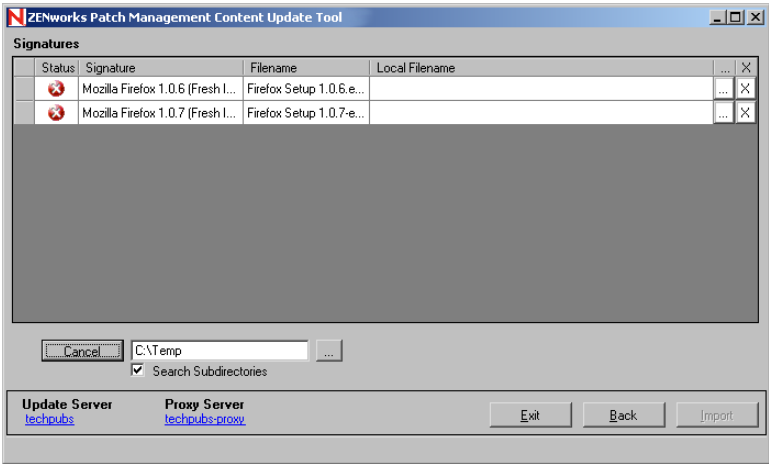 ZENworks Patch Management Content Update Tool
Signatures
Status Signature Filename Local Filename ... X
Mozilla Firefox 1.0.6 (Fresh I... Firefox Setup 1.0.6.e... ... X
Mozilla Firefox 1.0.7 (Fresh I... Firefox Setup 1.0.7-e... ... X
Cancel C:\Temp ...
Search Subdirectories
Update Server Proxy Server
techpubs techpubs-proxy Exit Back Import